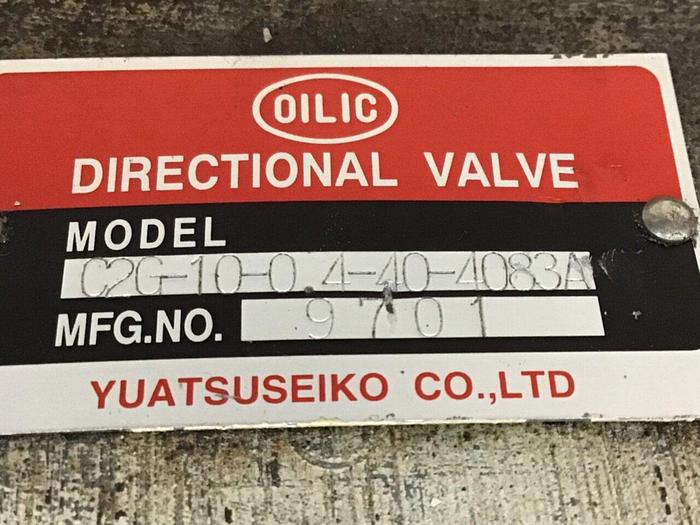 OILIC
DIRECTIONAL VALVE
MODEL
C2G-10-0.4-40-4083A
MFG.NO. 9701
YUATSUSEIKO CO.,LTD